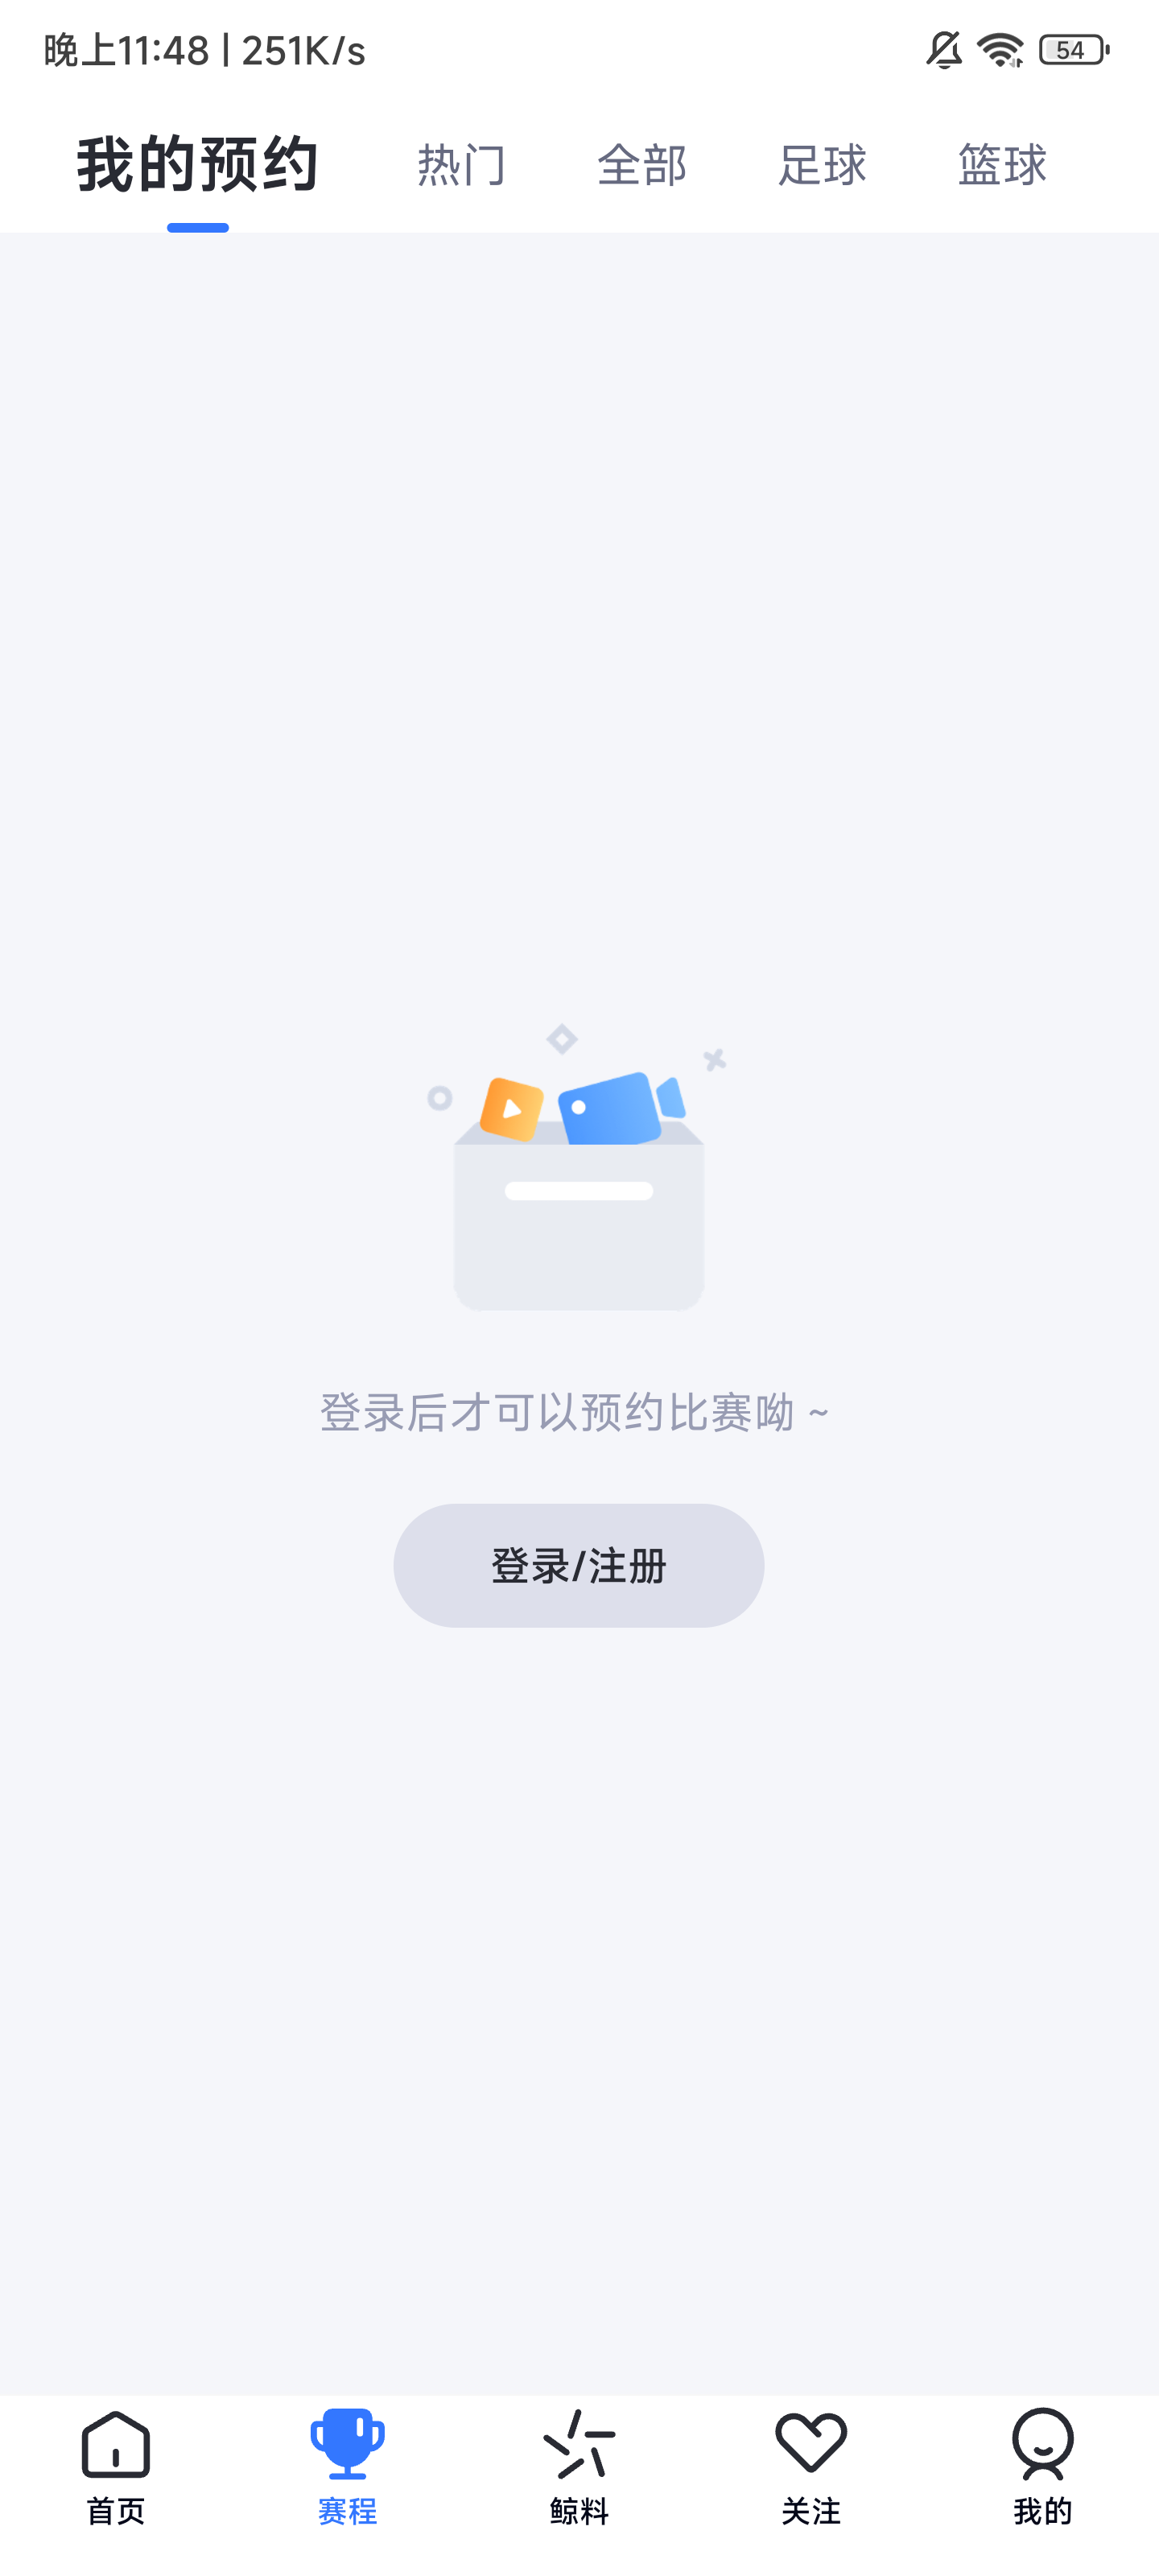 晚上11:48 | 251K/s
54
我的预约 热门 全部 足球 篮球
登录后才可以预约比赛呦 ~
登录/注册
首页 赛程 鲸料 关注 我的